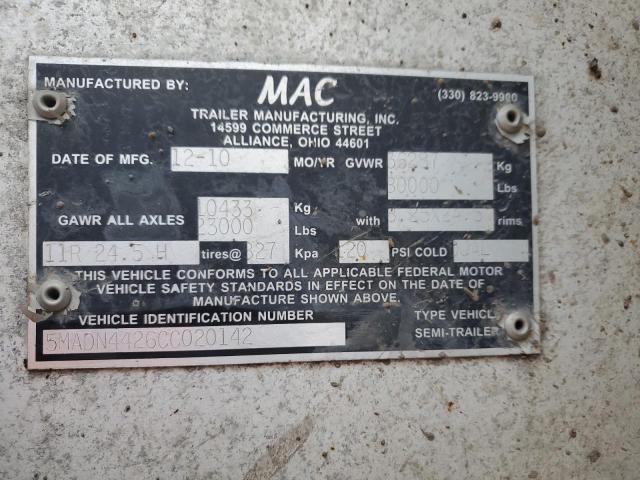 MANUFACTURED BY: MAC (330) 823-9900
TRAILER MANUFACTURING, INC.
14599 COMMERCE STREET
ALLIANCE, OHIO 44601
DATE OF MFG. 12-10 MO/YR GVWR Kg
80000 Lbs
10433 Kg
GAWR ALL AXLES 23000 Lbs with rims
11R 24.5 H tires@ 827 Kpa 120 PSI COLD
THIS VEHICLE CONFORMS TO ALL APPLICABLE FEDERAL MOTOR
VEHICLE SAFETY STANDARDS IN EFFECT ON THE DATE OF
MANUFACTURE SHOWN ABOVE.
VEHICLE IDENTIFICATION NUMBER TYPE VEHICL
5MADN4426CC020142 SEMI-TRAILER